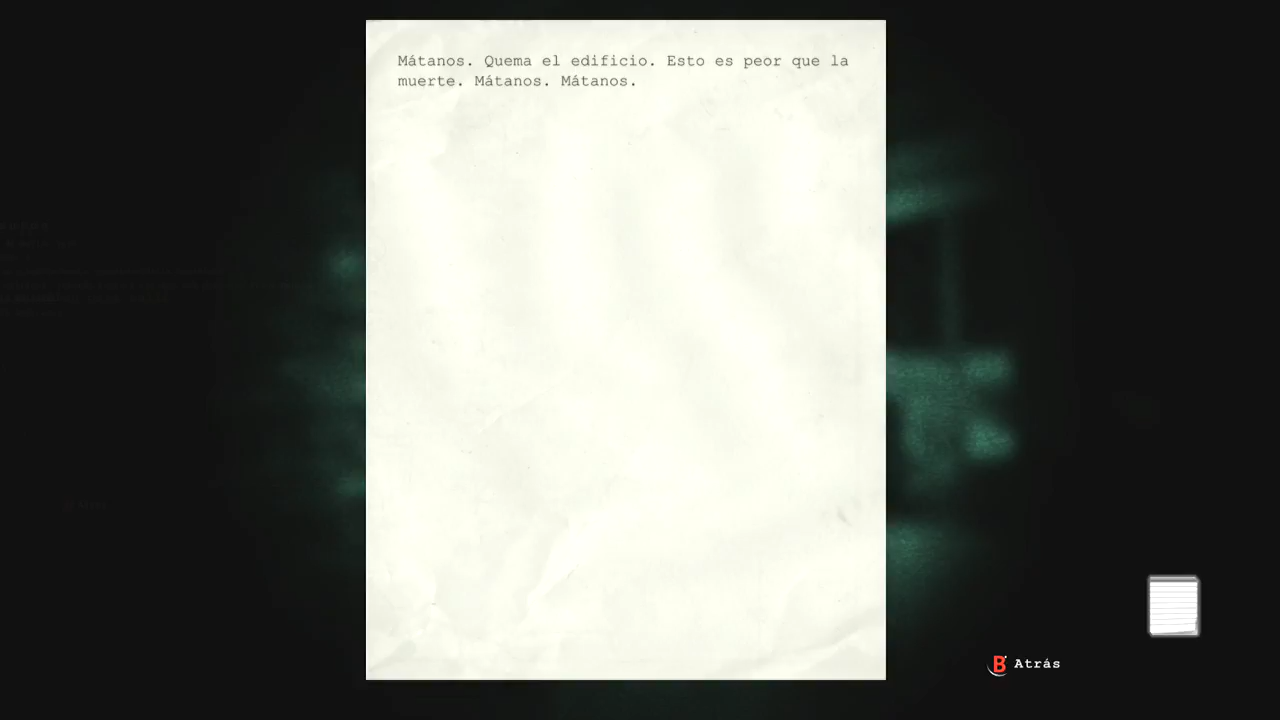 Mátanos. Quema el edificio. Esto es peor que la
muerte. Mátanos. Mátanos.
B Atrás